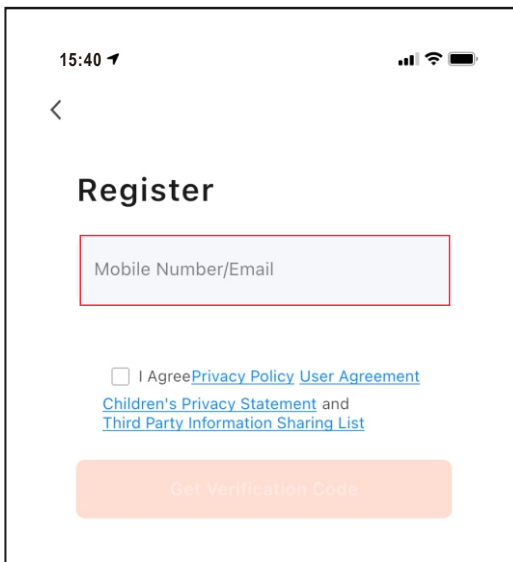 15:40
Register
Mobile Number/Email
I AgreePrivacy Policy User Agreement
Children's Privacy Statement and
Third Party Information Sharing List
Get Verification Code